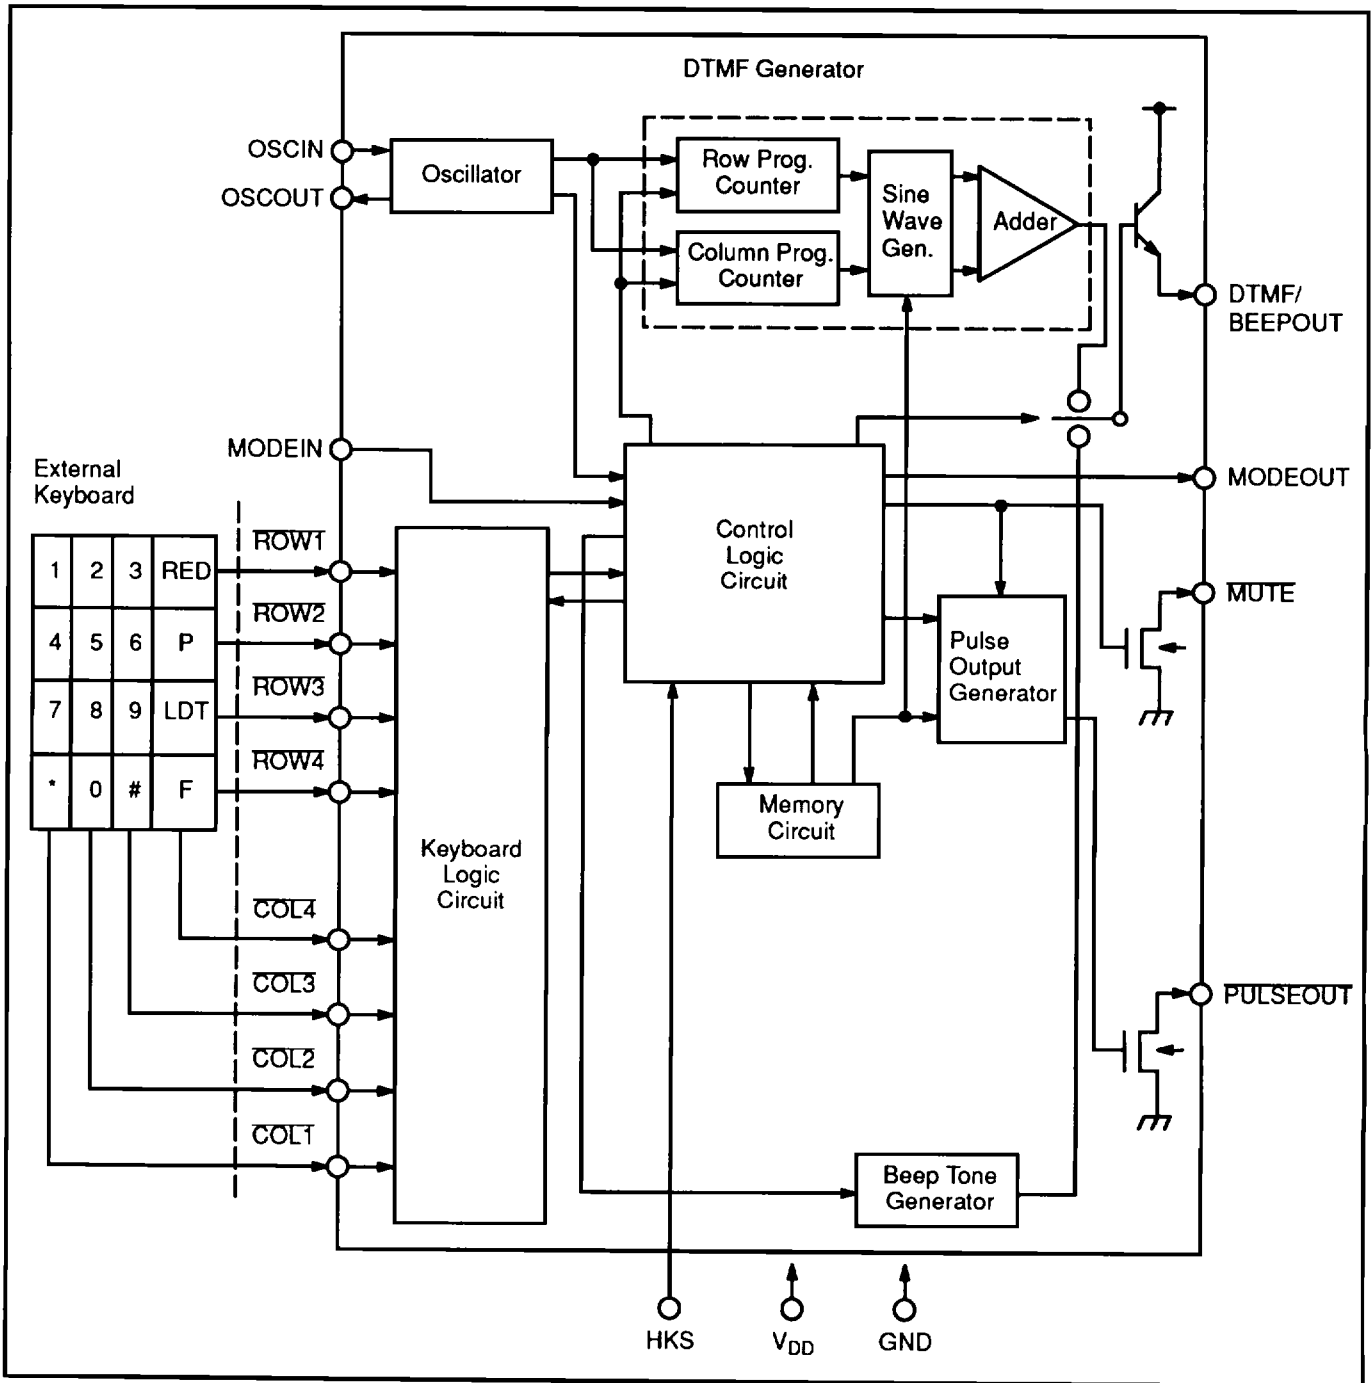 DTMF Generator
OSCIN
OSCOUT
Oscillator
Row Prog.
Counter
Column Prog.
Counter
Sine
Wave
Gen.
Adder
DTMF/
BEEPOUT
MODEIN
MODEOUT
External
Keyboard
1 2 3 RED
4 5 6 P
7 8 9 LDT
* 0 # F
ROW1
ROW2
ROW3
ROW4
COL4
COL3
COL2
COL1
Keyboard
Logic
Circuit
Control
Logic
Circuit
MUTE
Pulse
Output
Generator
Memory
Circuit
PULSEOUT
Beep Tone
Generator
HKS
VDD
GND